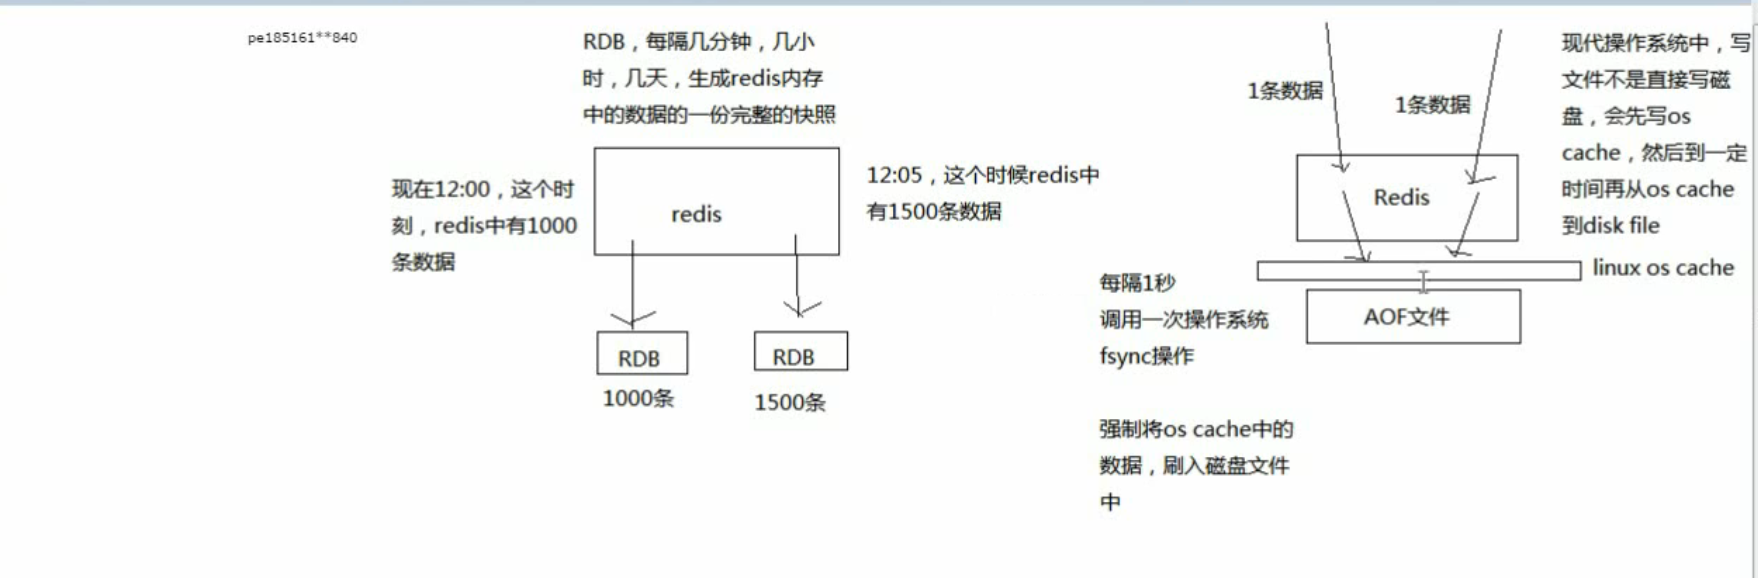 pe185161**840
RDB，每隔几分钟，几小
时，几天，生成redis内存
中的数据的一份完整的快照
现在12:00，这个时
刻，redis中有1000
条数据
redis
12:05，这个时候redis中
有1500条数据
RDB
RDB
1000条
1500条
1条数据
1条数据
现代操作系统中，写
文件不是直接写磁
盘，会先写os
cache，然后到一定
时间再从os cache
到disk file
Redis
linux os cache
每隔1秒
调用一次操作系统
fsync操作
AOF文件
强制将os cache中的
数据，刷入磁盘文件
中